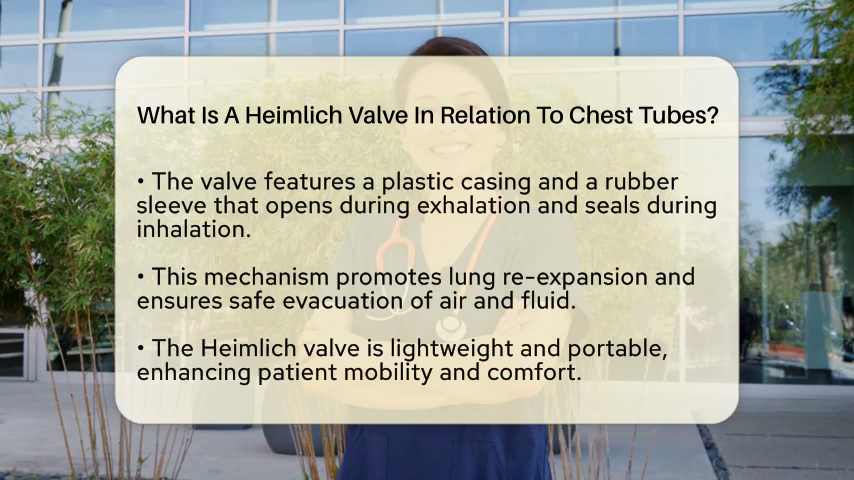 What Is A Heimlich Valve In Relation To Chest Tubes?
• The valve features a plastic casing and a rubber
sleeve that opens during exhalation and seals during
inhalation.
• This mechanism promotes lung re-expansion and
ensures safe evacuation of air and fluid.
• The Heimlich valve is lightweight and portable,
enhancing patient mobility and comfort.